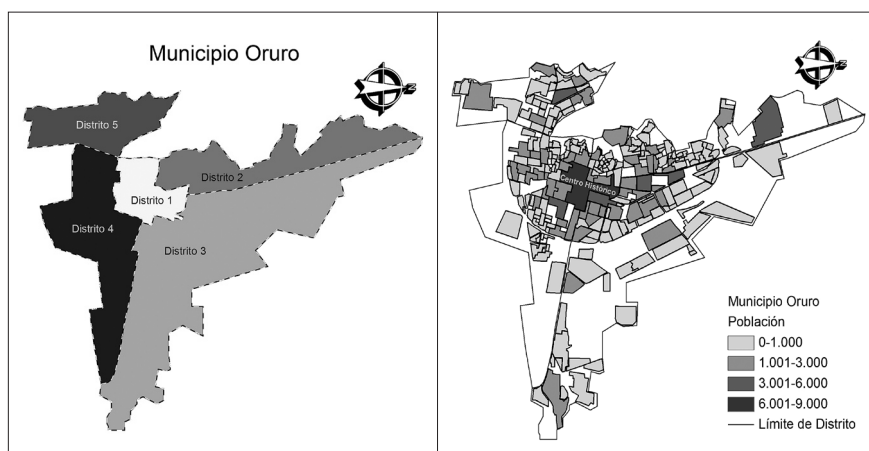 Municipio Oruro
N
Distrito 5
Distrito 2
Distrito 1
Distrito 4
Distrito 3
N
Centro Histórico
Municipio Oruro
Población
0-1.000
1.001-3.000
3.001-6.000
6.001-9.000
Límite de Distrito